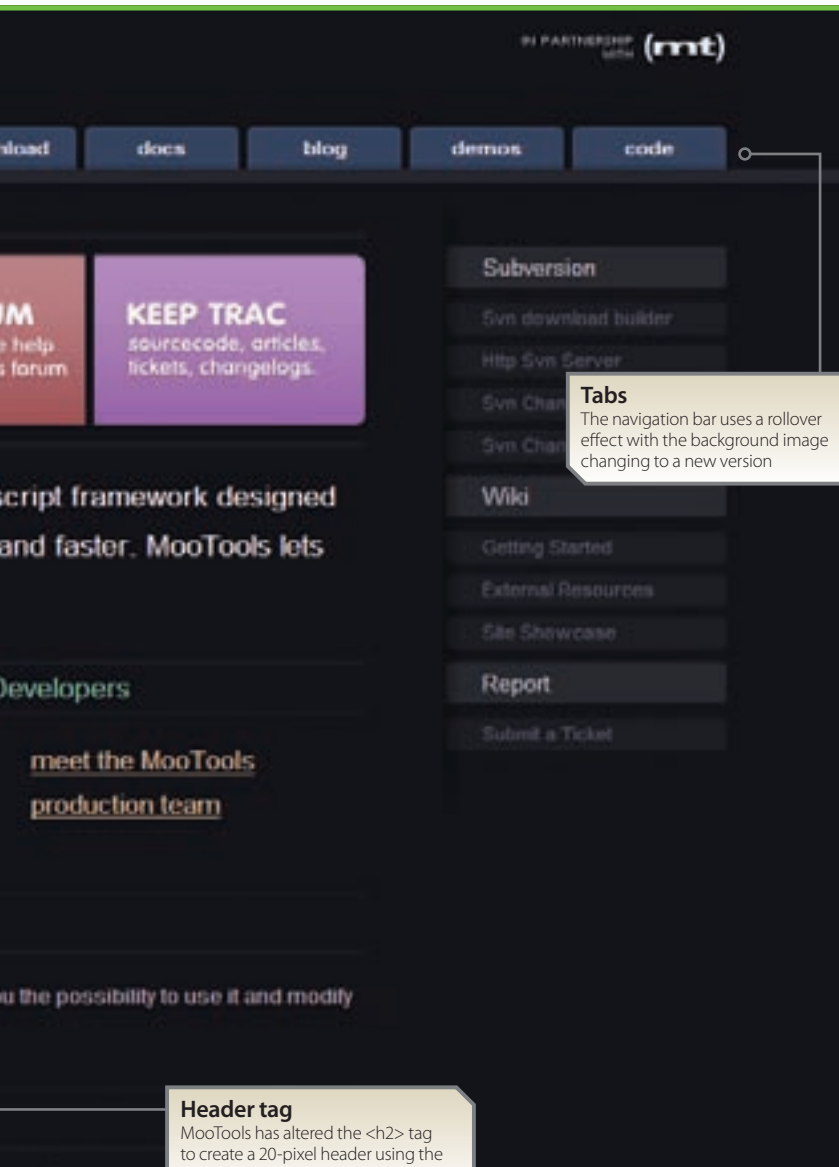 IN PARTNERSHIP
WITH (mt)
nload docs blog demos code
UM
e help
s forum
KEEP TRAC
sourcecode, articles,
tickets, changelogs.
Subversion
Svn download builder
Http Svn Server
Svn Chan
Svn Chan
Tabs
The navigation bar uses a rollover
effect with the background image
changing to a new version
Wiki
Getting Started
External Resources
Site Showcase
Report
Submit a Ticket
script framework designed
and faster. MooTools lets
Developers
meet the MooTools
production team
ou the possibility to use it and modify
Header tag
MooTools has altered the <h2> tag
to create a 20-pixel header using the